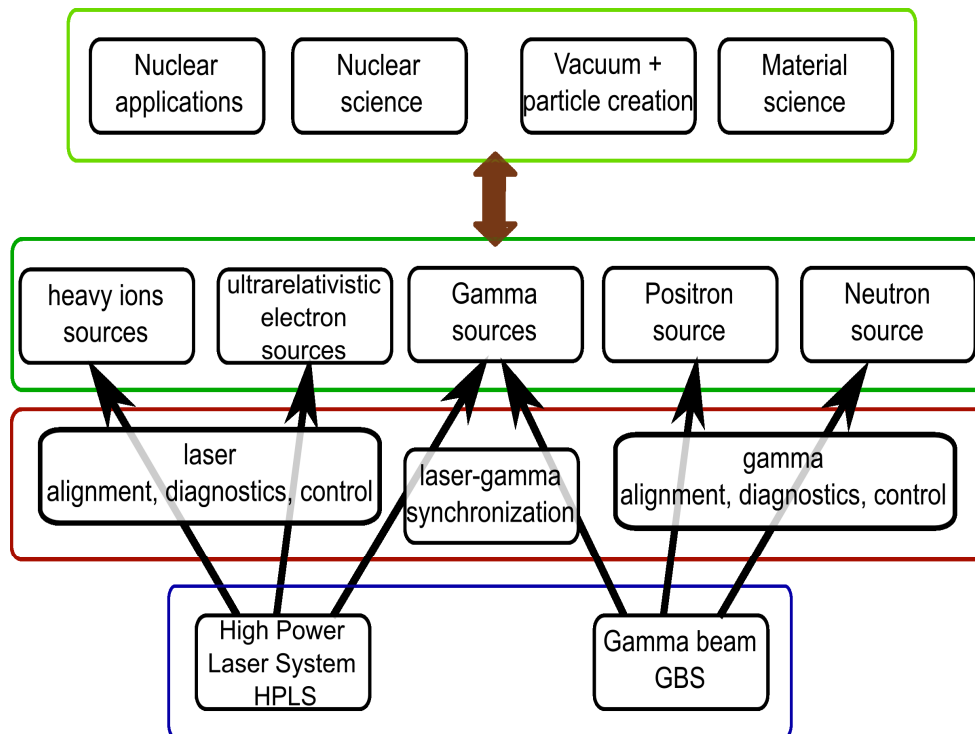 Nuclear
applications
Nuclear
science
Vacuum +
particle creation
Material
science
heavy ions
sources
ultrarelativistic
electron
sources
Gamma
sources
Positron
source
Neutron
source
laser
alignment, diagnostics, control
laser-gamma
synchronization
gamma
alignment, diagnostics, control
High Power
Laser System
HPLS
Gamma beam
GBS